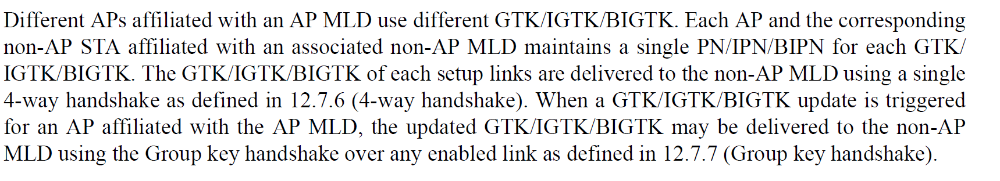 Different APs affiliated with an AP MLD use different GTK/IGTK/BIGTK. Each AP and the corresponding
non-AP STA affiliated with an associated non-AP MLD maintains a single PN/IPN/BIPN for each GTK/
IGTK/BIGTK. The GTK/IGTK/BIGTK of each setup links are delivered to the non-AP MLD using a single
4-way handshake as defined in 12.7.6 (4-way handshake). When a GTK/IGTK/BIGTK update is triggered
for an AP affiliated with the AP MLD, the updated GTK/IGTK/BIGTK may be delivered to the non-AP
MLD using the Group key handshake over any enabled link as defined in 12.7.7 (Group key handshake).